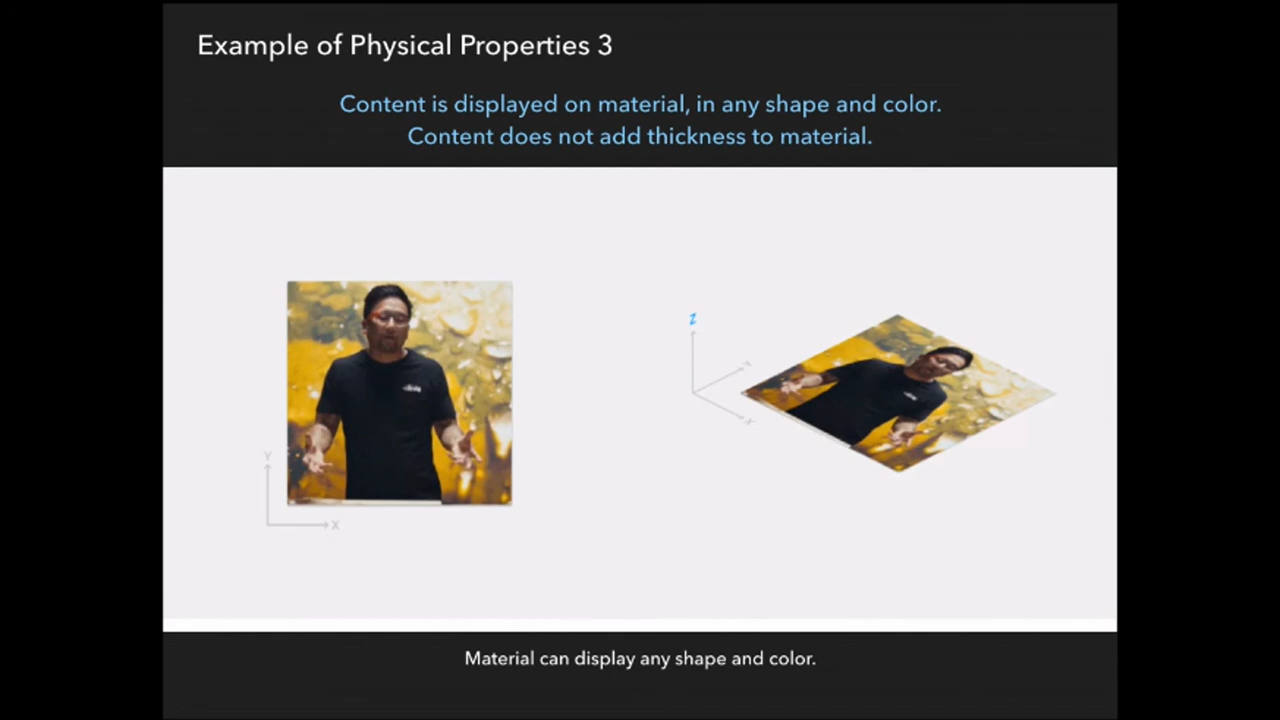 Example of Physical Properties 3
Content is displayed on material, in any shape and color.
Content does not add thickness to material.
Z
Y
X
Y
X
Material can display any shape and color.